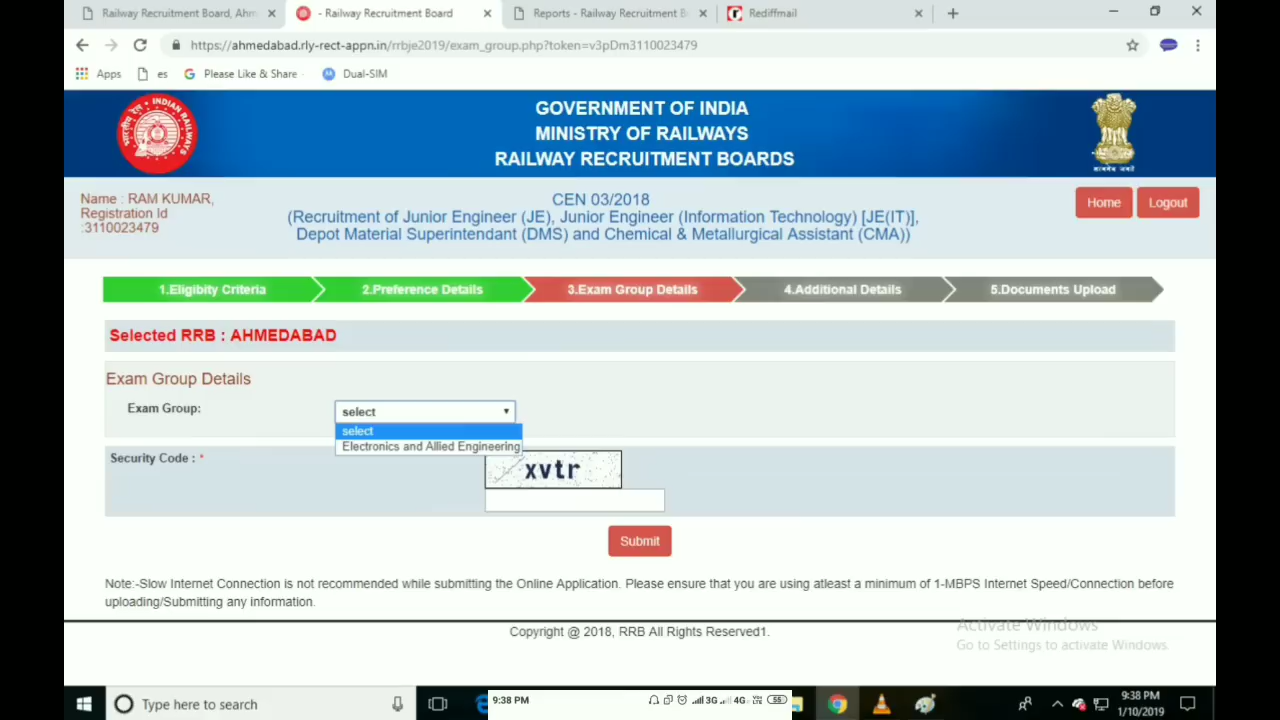 Railway Recruitment Board, Ahm
- Railway Recruitment Board
Reports - Railway Recruitment B
Rediffmail
https://ahmedabad.rly-rect-appn.in/rrbje2019/exam_group.php?token=v3pDm3110023479
Apps
es
Please Like & Share
Dual-SIM
GOVERNMENT OF INDIA
MINISTRY OF RAILWAYS
RAILWAY RECRUITMENT BOARDS
INDIAN RAILWAYS
Name : RAM KUMAR,
Registration Id
:3110023479
CEN 03/2018
(Recruitment of Junior Engineer (JE), Junior Engineer (Information Technology) [JE(IT)],
Depot Material Superintendant (DMS) and Chemical & Metallurgical Assistant (CMA))
Home
Logout
1.Eligibity Criteria
2.Preference Details
3.Exam Group Details
4.Additional Details
5.Documents Upload
Selected RRB : AHMEDABAD
Exam Group Details
Exam Group:
select
select
Electronics and Allied Engineering
Security Code : *
xvtr
Submit
Note:-Slow Internet Connection is not recommended while submitting the Online Application. Please ensure that you are using atleast a minimum of 1-MBPS Internet Speed/Connection before
uploading/Submitting any information.
Copyright @ 2018, RRB All Rights Reserved1.
Activate Windows
Go to Settings to activate Windows.
Type here to search
9:38 PM
3G
4G
55
9:38 PM
1/10/2019